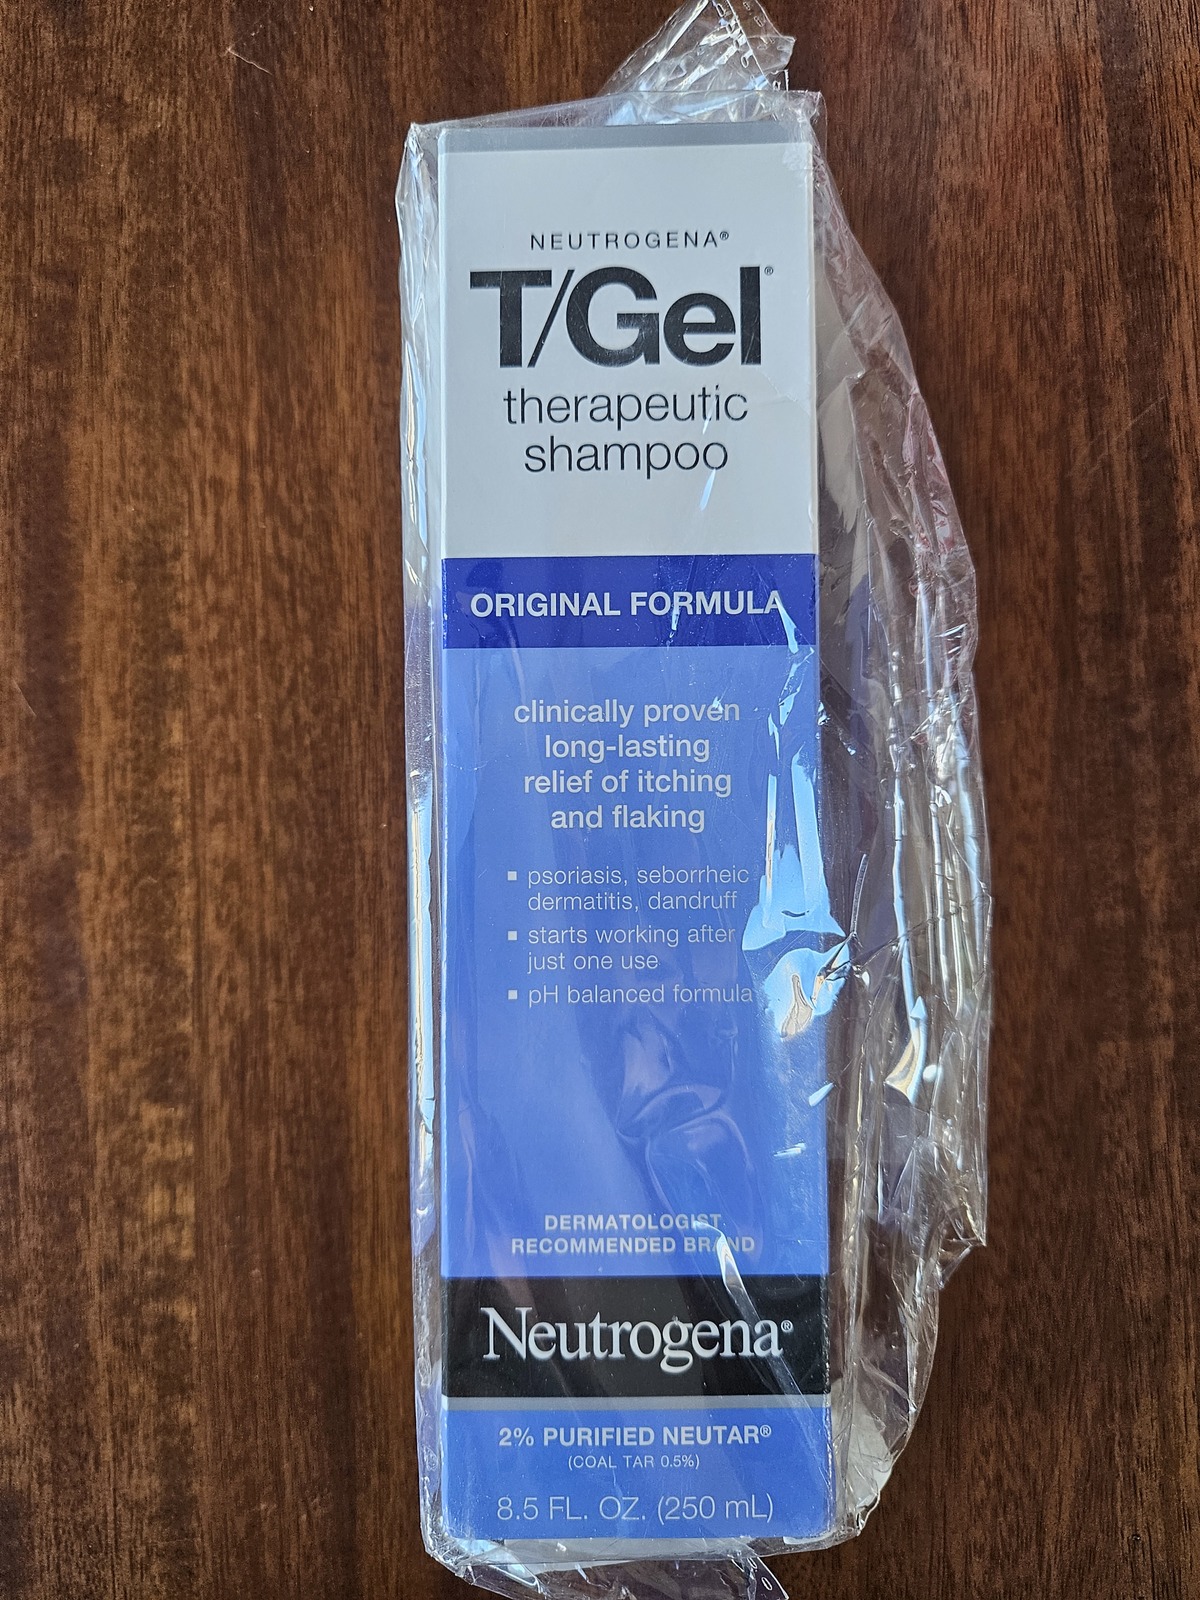 NEUTROGENA®
T/Gel®
therapeutic
shampoo
ORIGINAL FORMULA
clinically proven
long-lasting
relief of itching
and flaking
▪ psoriasis, seborrheic
dermatitis, dandruff
▪ starts working after
just one use
▪ pH balanced formula
DERMATOLOGIST
RECOMMENDED BRAND
Neutrogena®
2% PURIFIED NEUTAR®
(COAL TAR 0.5%)
8.5 FL. OZ. (250 mL)